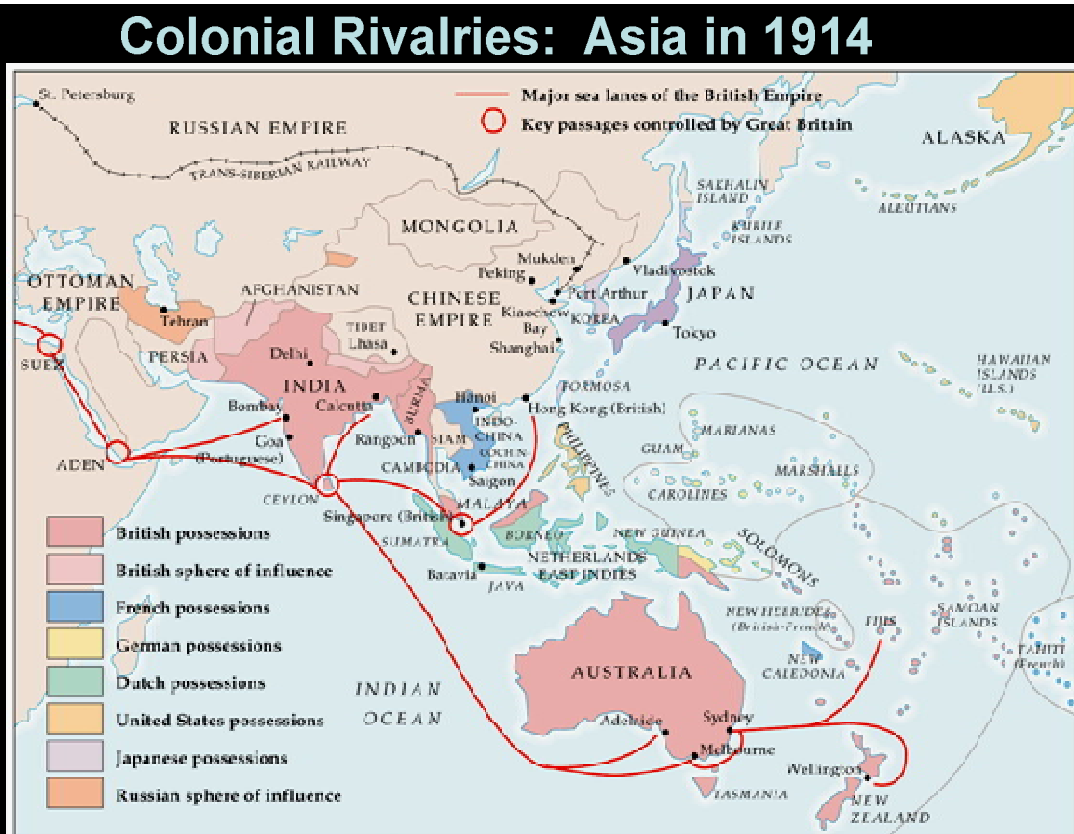 Colonial Rivalries: Asia in 1914
St. Petersburg
Major sea lanes of the British Empire
Key passages controlled by Great Britain
RUSSIAN EMPIRE
TRANS-SIBERIAN RAILWAY
ALASKA
SAKHALIN
ISLAND
ALEUTIANS
KURILE
ISLANDS
MONGOLIA
Mukden
Vladivostok
Peking
OTTOMAN
EMPIRE
AFGHANISTAN
CHINESE
EMPIRE
Port Arthur
JAPAN
Kiaochow
Bay
KOREA
Tehran
TIBET
Lhasa
Tokyo
Shanghai
SUEZ
PERSIA
Delhi
PACIFIC OCEAN
HAWAIIAN
ISLANDS
(U.S.)
INDIA
FORMOSA
Bombay
Calcutta
BURMA
Hanoi
Hong Kong (British)
Goa
(Portuguese)
Rangoon
SIAM
INDO-
CHINA
PHILIPPINES
MARIANAS
GUAM
ADEN
CAMBODIA
COCHIN-
CHINA
Saigon
MARSHALLS
CAROLINES
CEYLON
MALAYA
Singapore (British)
SUMATRA
BORNEO
NEW GUINEA
SOLOMONS
NETHERLANDS
EAST INDIES
Batavia
JAVA
British possessions
British sphere of influence
French possessions
German possessions
Dutch possessions
United States possessions
Japanese possessions
Russian sphere of influence
NEW HEBRIDES
(British-French)
FIJIS
SAMOAN
ISLANDS
TAHITI
(French)
NEW
CALEDONIA
AUSTRALIA
INDIAN
OCEAN
Adelaide
Sydney
Melbourne
Wellington
TASMANIA
NEW
ZEALAND